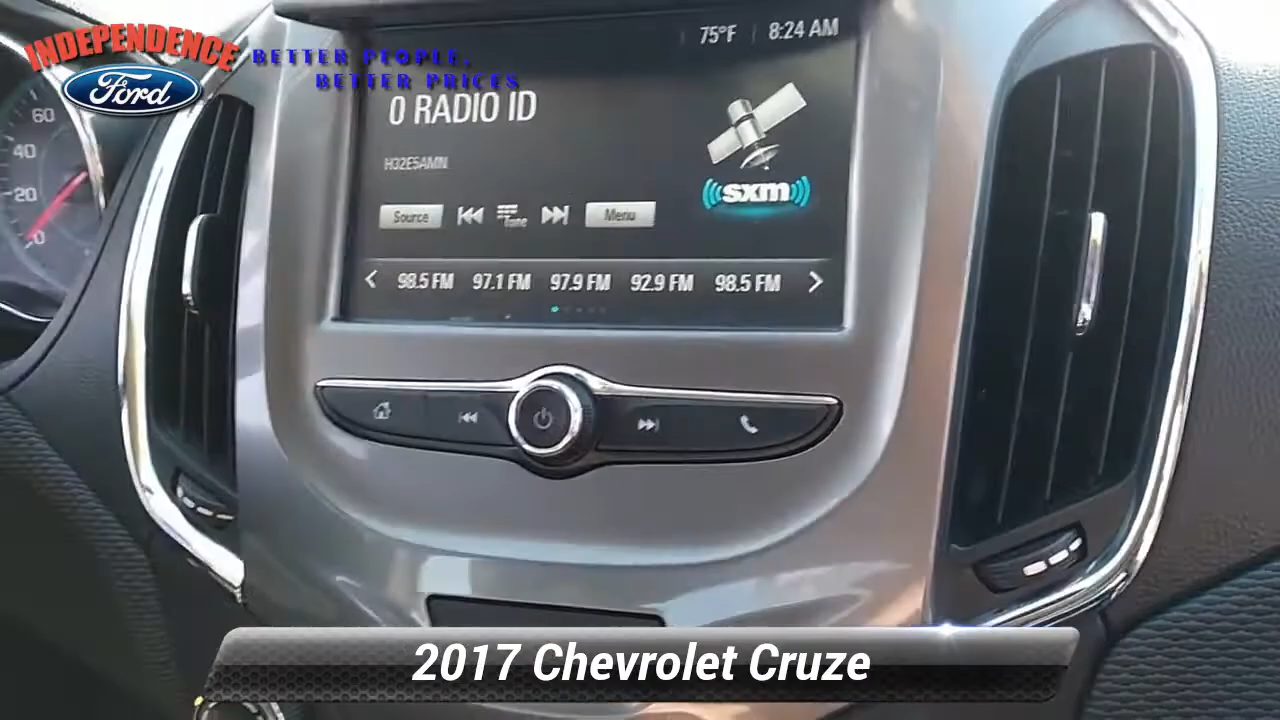 INDEPENDENCE
Ford
BETTER PEOPLE,
BETTER PRICES
75°F 8:24 AM
0 RADIO ID
H32E5AMN
sxm
Source Tune Menu
98.5 FM 97.1 FM 97.9 FM 92.9 FM 98.5 FM
60
40
20
0
2017 Chevrolet Cruze